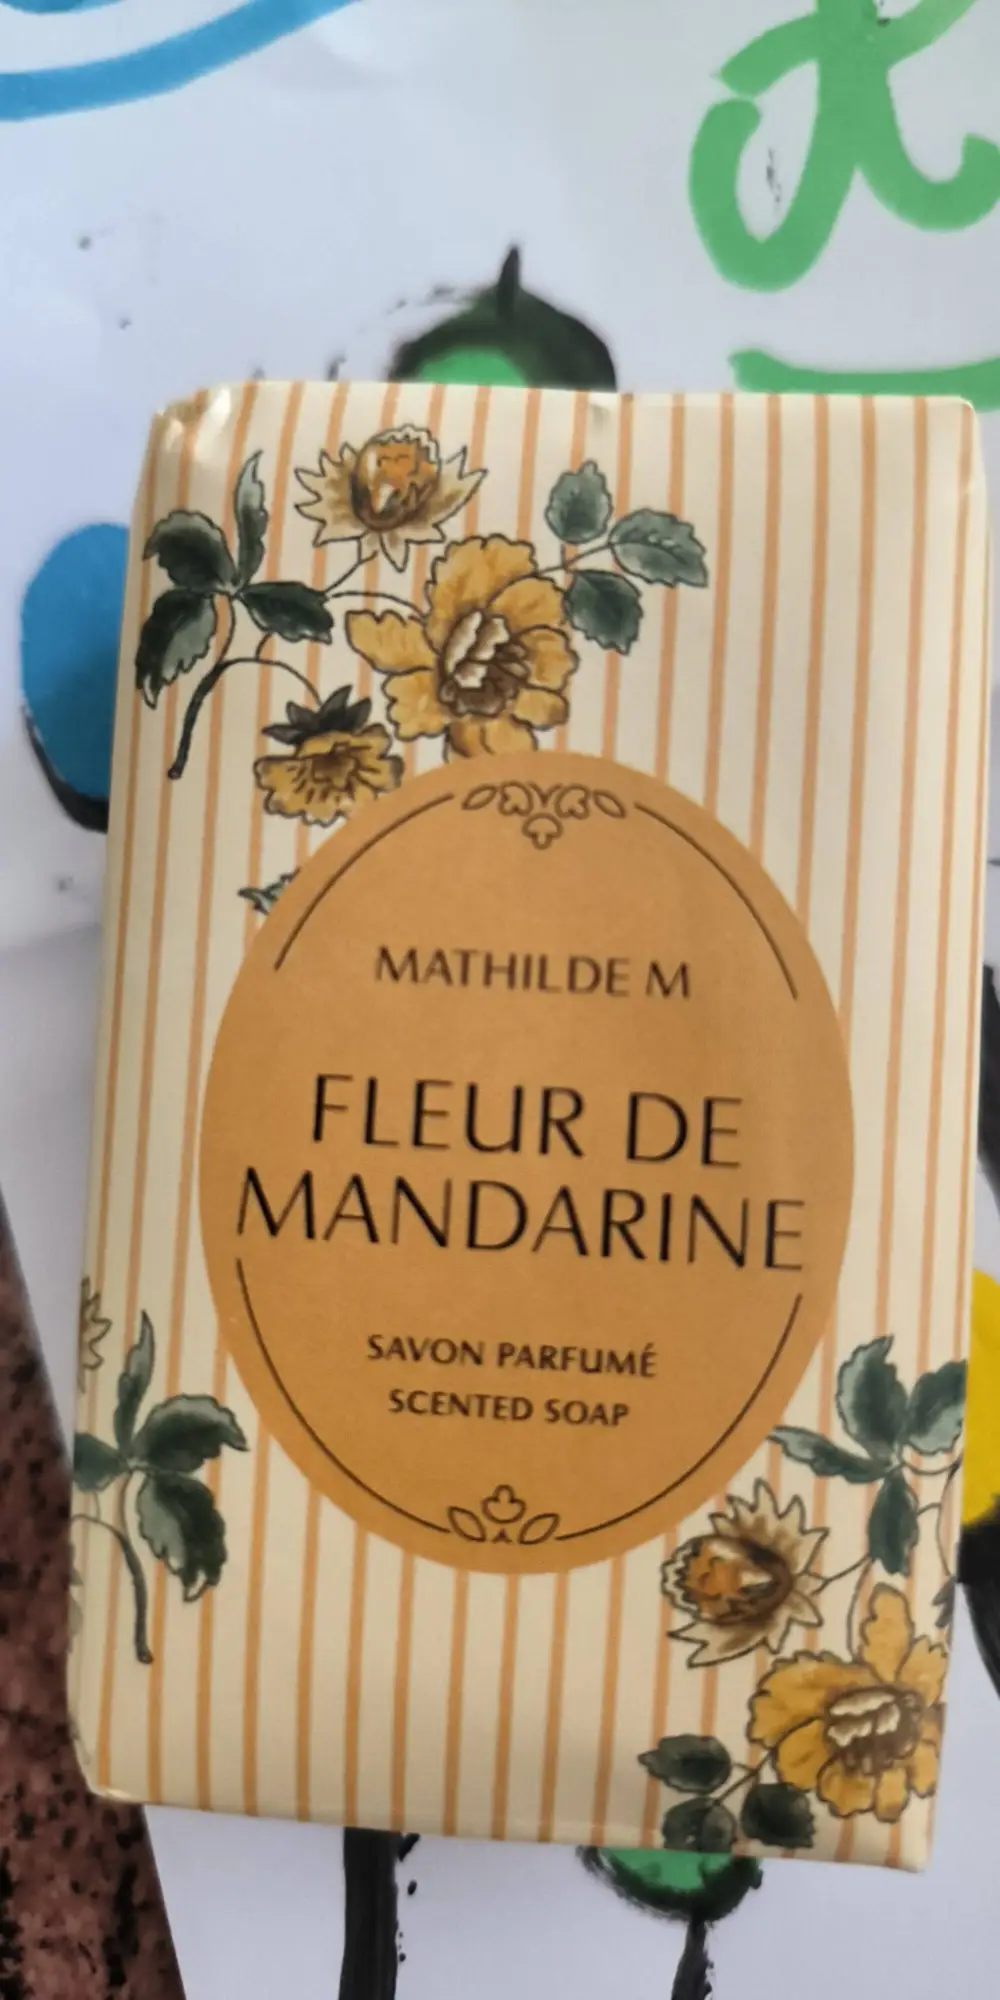 MATHILDE M
FLEUR DE
MANDARINE
SAVON PARFUMÉ
SCENTED SOAP